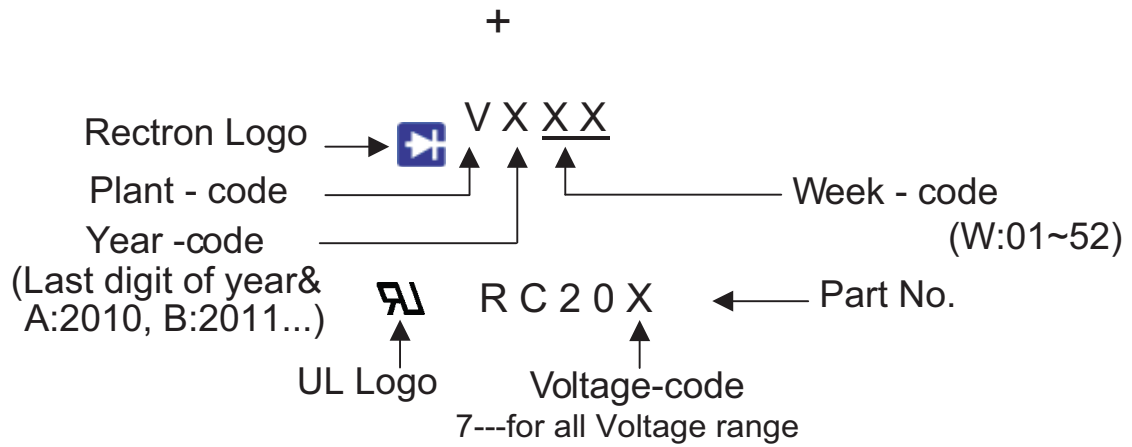 +
V X X X
Rectron Logo
Plant - code
Week - code
Year -code
(W:01~52)
(Last digit of year&
A:2010, B:2011...)
R C 2 0 X
Part No.
UL Logo
Voltage-code
7---for all Voltage range